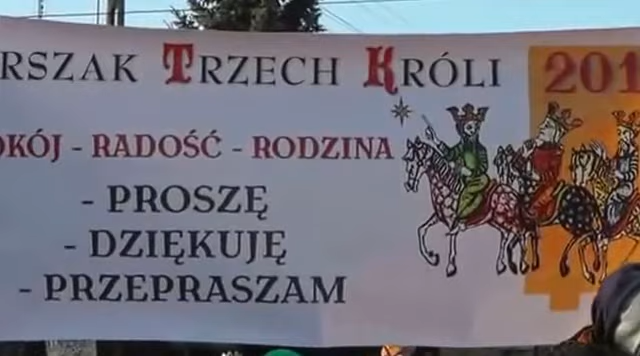 RSZAK TRZECH KRÓLI 201
OKÓJ - RADOŚĆ - RODZINA
- PROSZĘ
- DZIĘKUJĘ
- PRZEPRASZAM